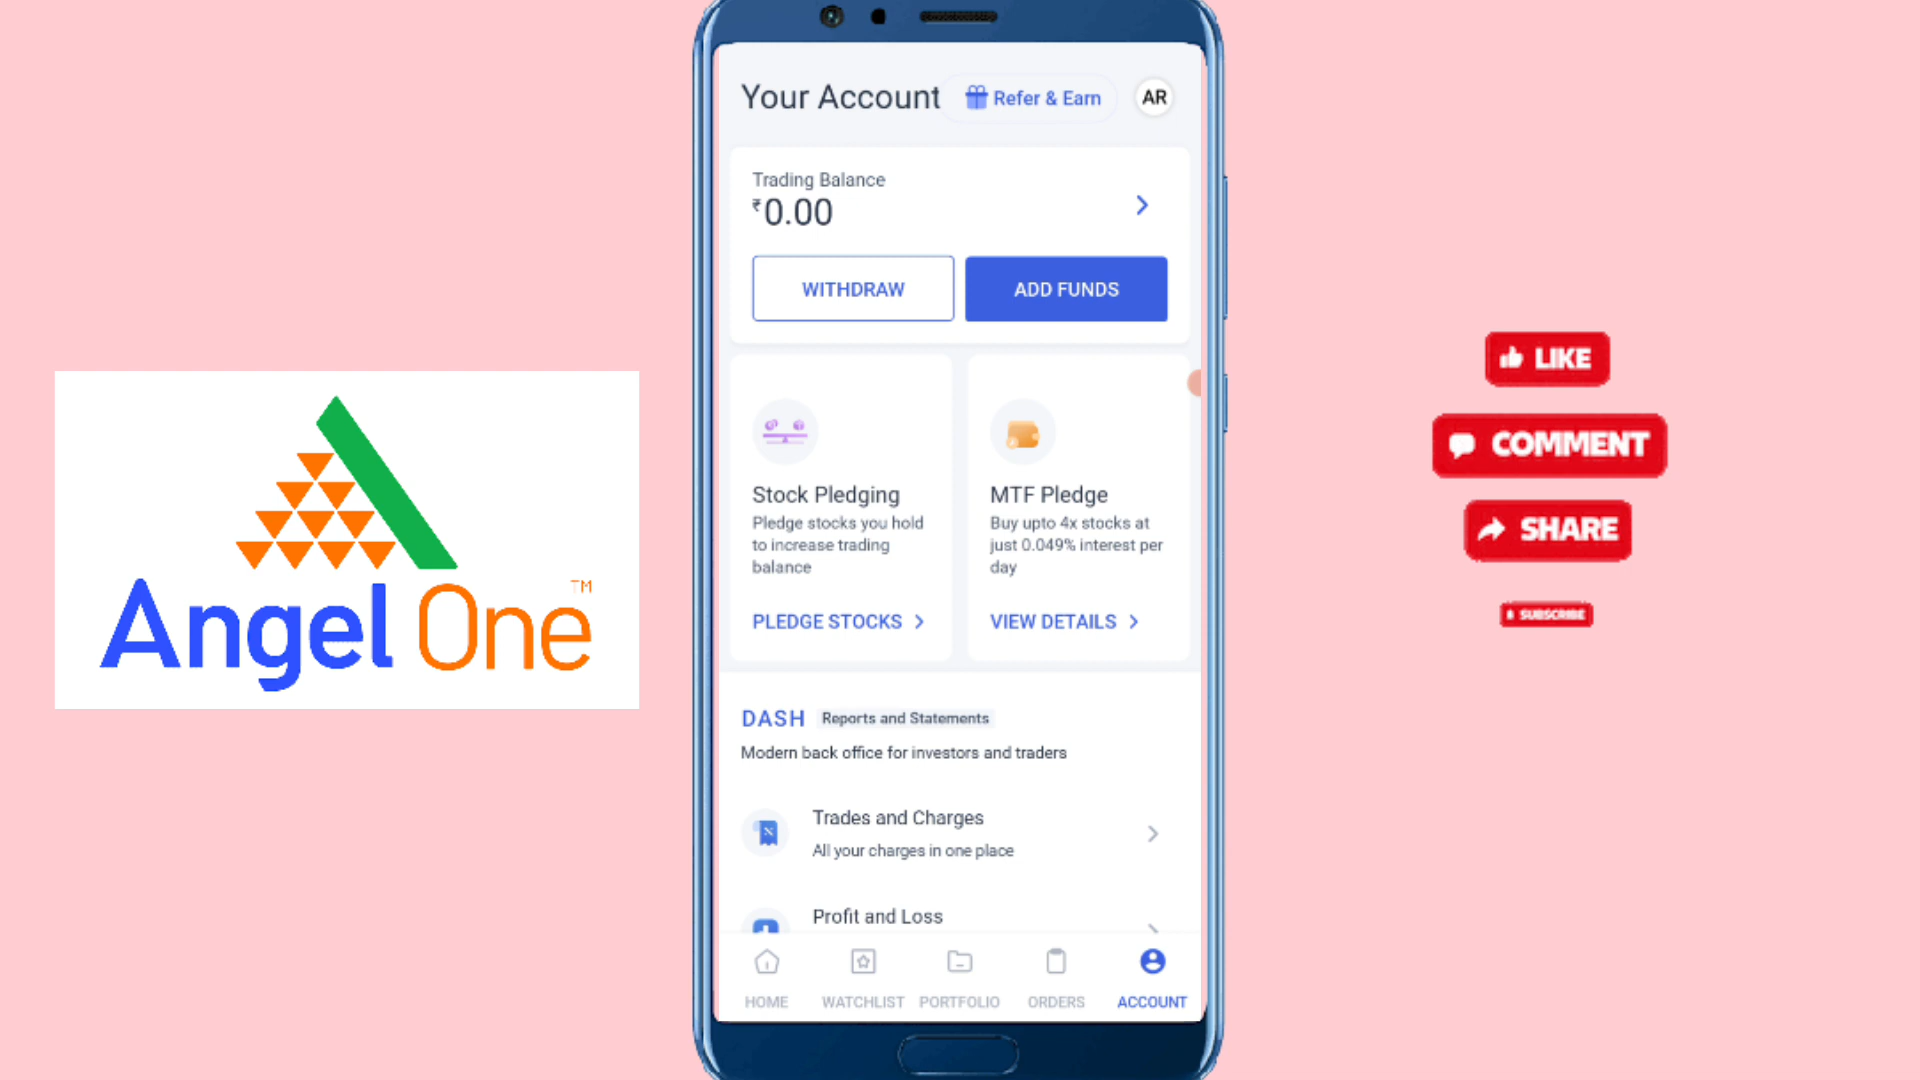 Your Account
Refer & Earn
AR
Trading Balance
₹0.00
WITHDRAW
ADD FUNDS
Stock Pledging
Pledge stocks you hold
to increase trading
balance
PLEDGE STOCKS
MTF Pledge
Buy upto 4x stocks at
just 0.049% interest per
day
VIEW DETAILS
DASH
Reports and Statements
Modern back office for investors and traders
Trades and Charges
All your charges in one place
Profit and Loss
HOME
WATCHLIST
PORTFOLIO
ORDERS
ACCOUNT
Angel One™
LIKE
COMMENT
SHARE
SUBSCRIBE